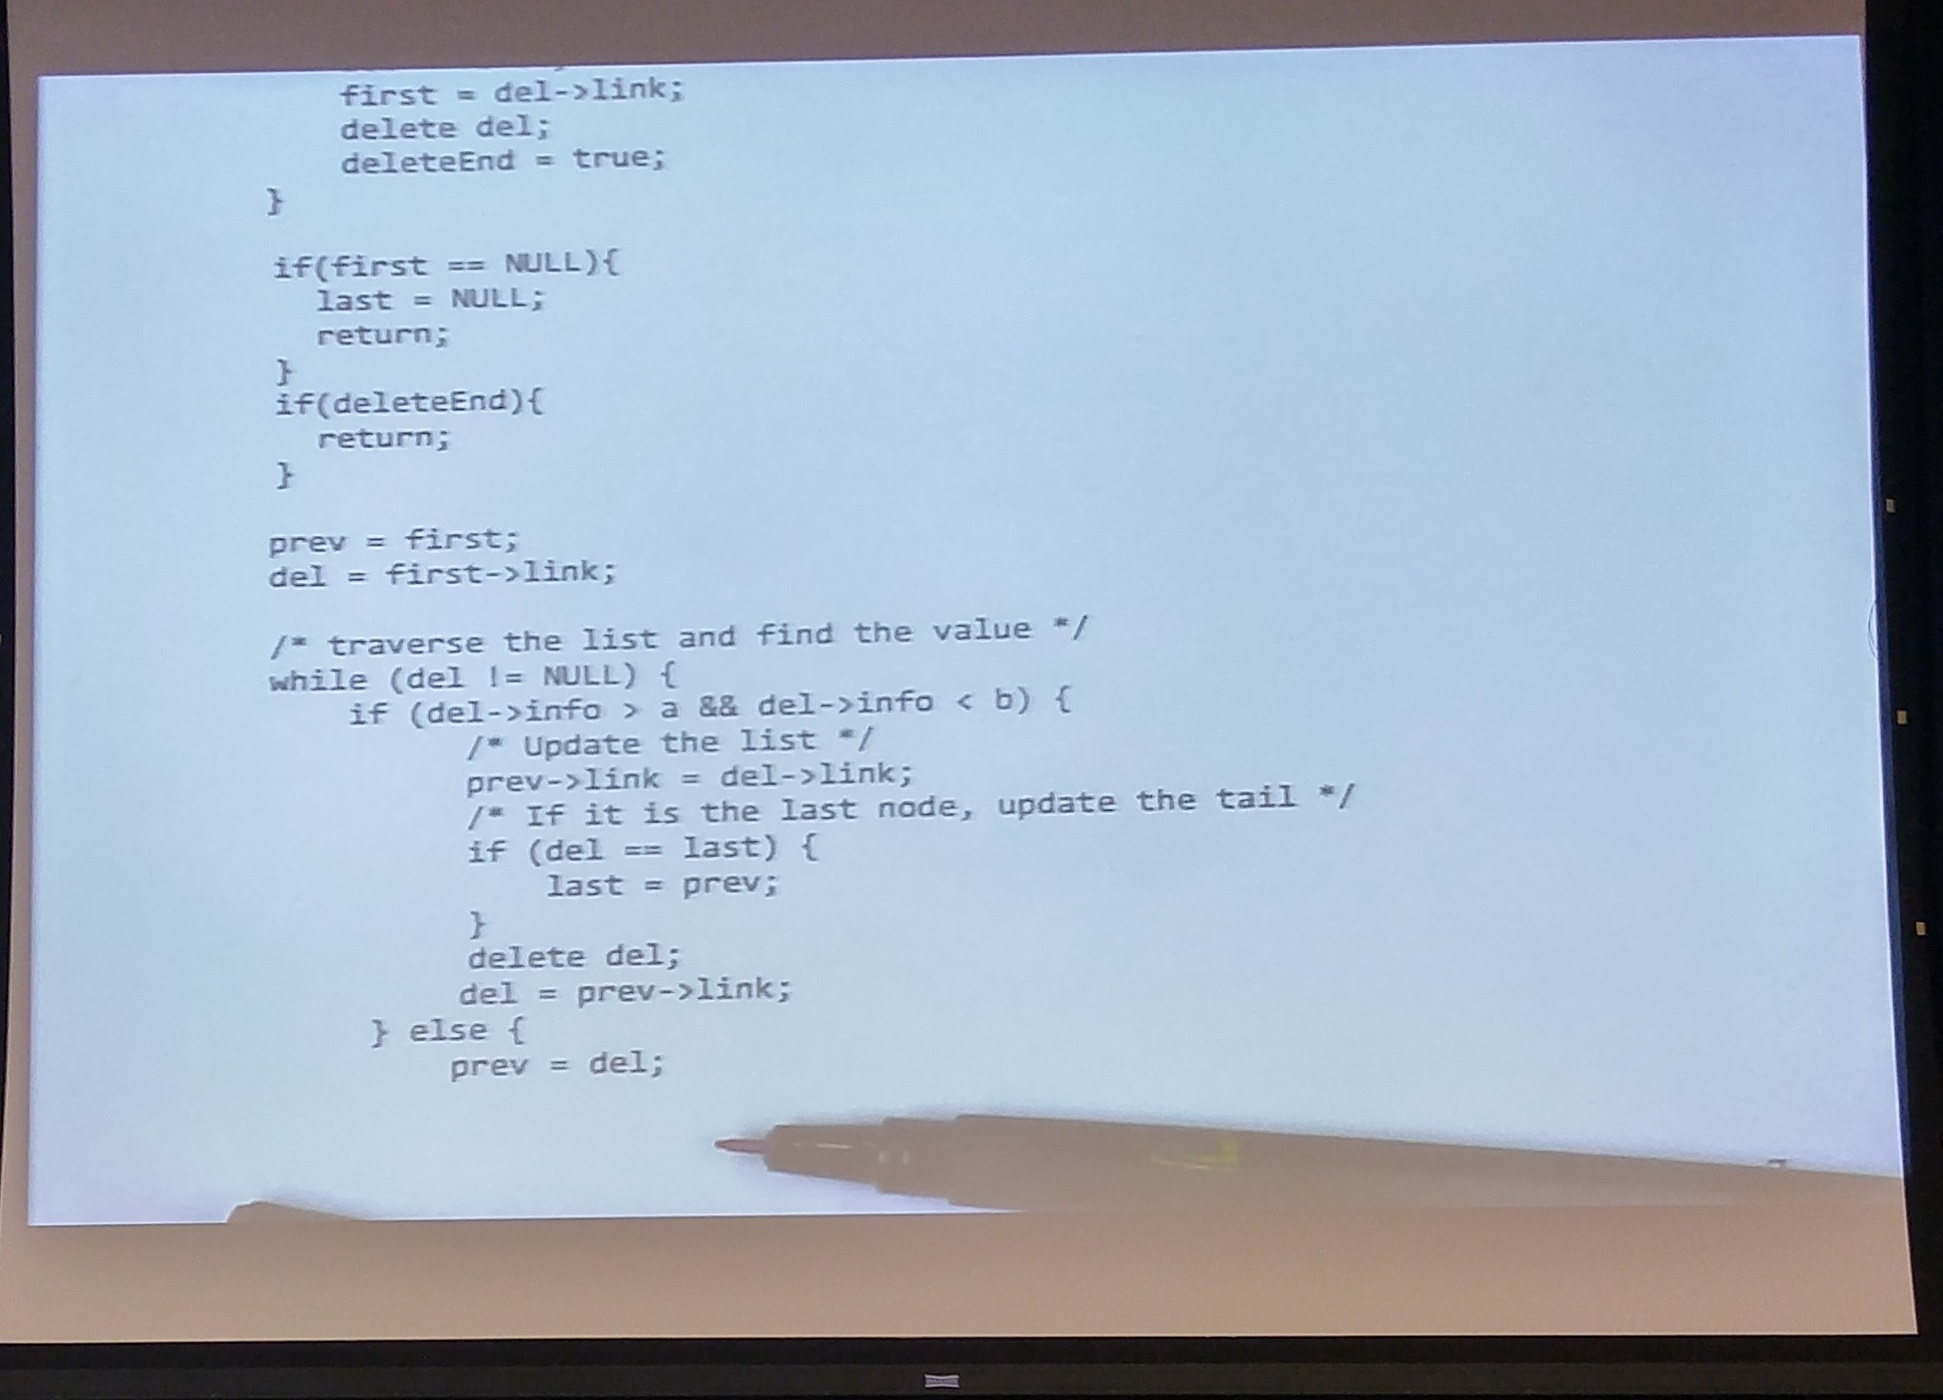 first = del->link;
delete del;
deleteEnd = true;
}
if(first == NULL){
last = NULL;
return;
}
if(deleteEnd){
return;
}
prev = first;
del = first->link;
/* traverse the list and find the value */
while (del != NULL) {
if (del->info > a && del->info < b) {
/* Update the list */
prev->link = del->link;
/* If it is the last node, update the tail */
if (del == last) {
last = prev;
}
delete del;
del = prev->link;
} else {
prev = del;